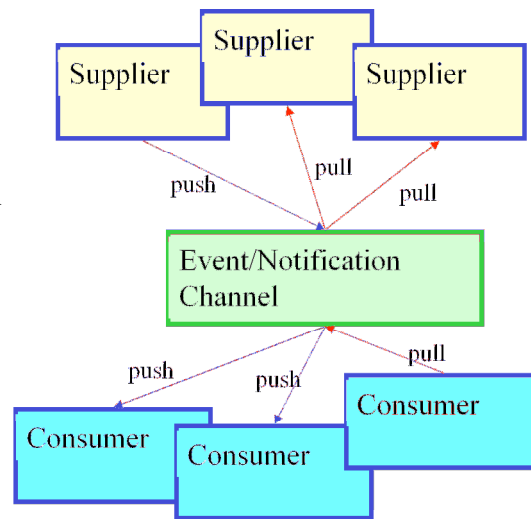 Supplier
Supplier
Supplier
push
pull
pull
Event/Notification
Channel
push
push
pull
Consumer
Consumer
Consumer